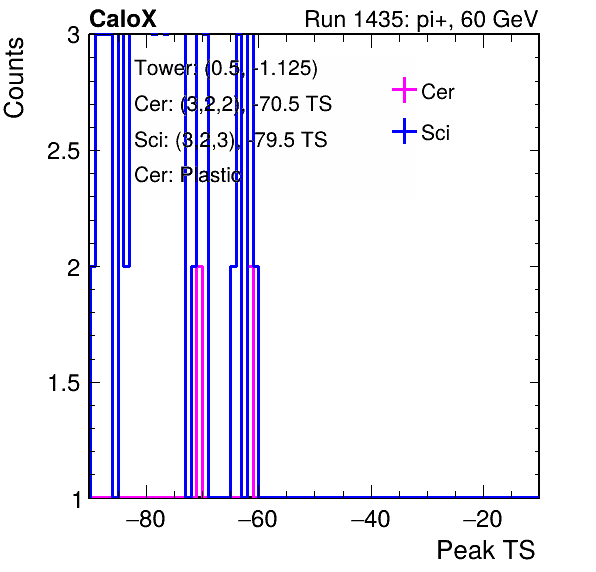 CaloX Run 1435: pi+, 60 GeV
Counts
3
2.5
2
1.5
1
Tower: (0.5, -1.125)
Cer: (3,2,2), -70.5 TS
Sci: (3,2,3), -79.5 TS
Cer: Plastic
Cer
Sci
−80 −60 −40 −20
Peak TS